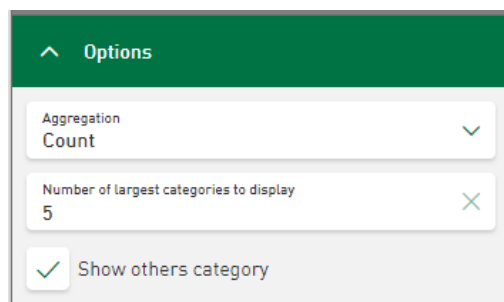 Options
Aggregation
Count
Number of largest categories to display
5
Show others category